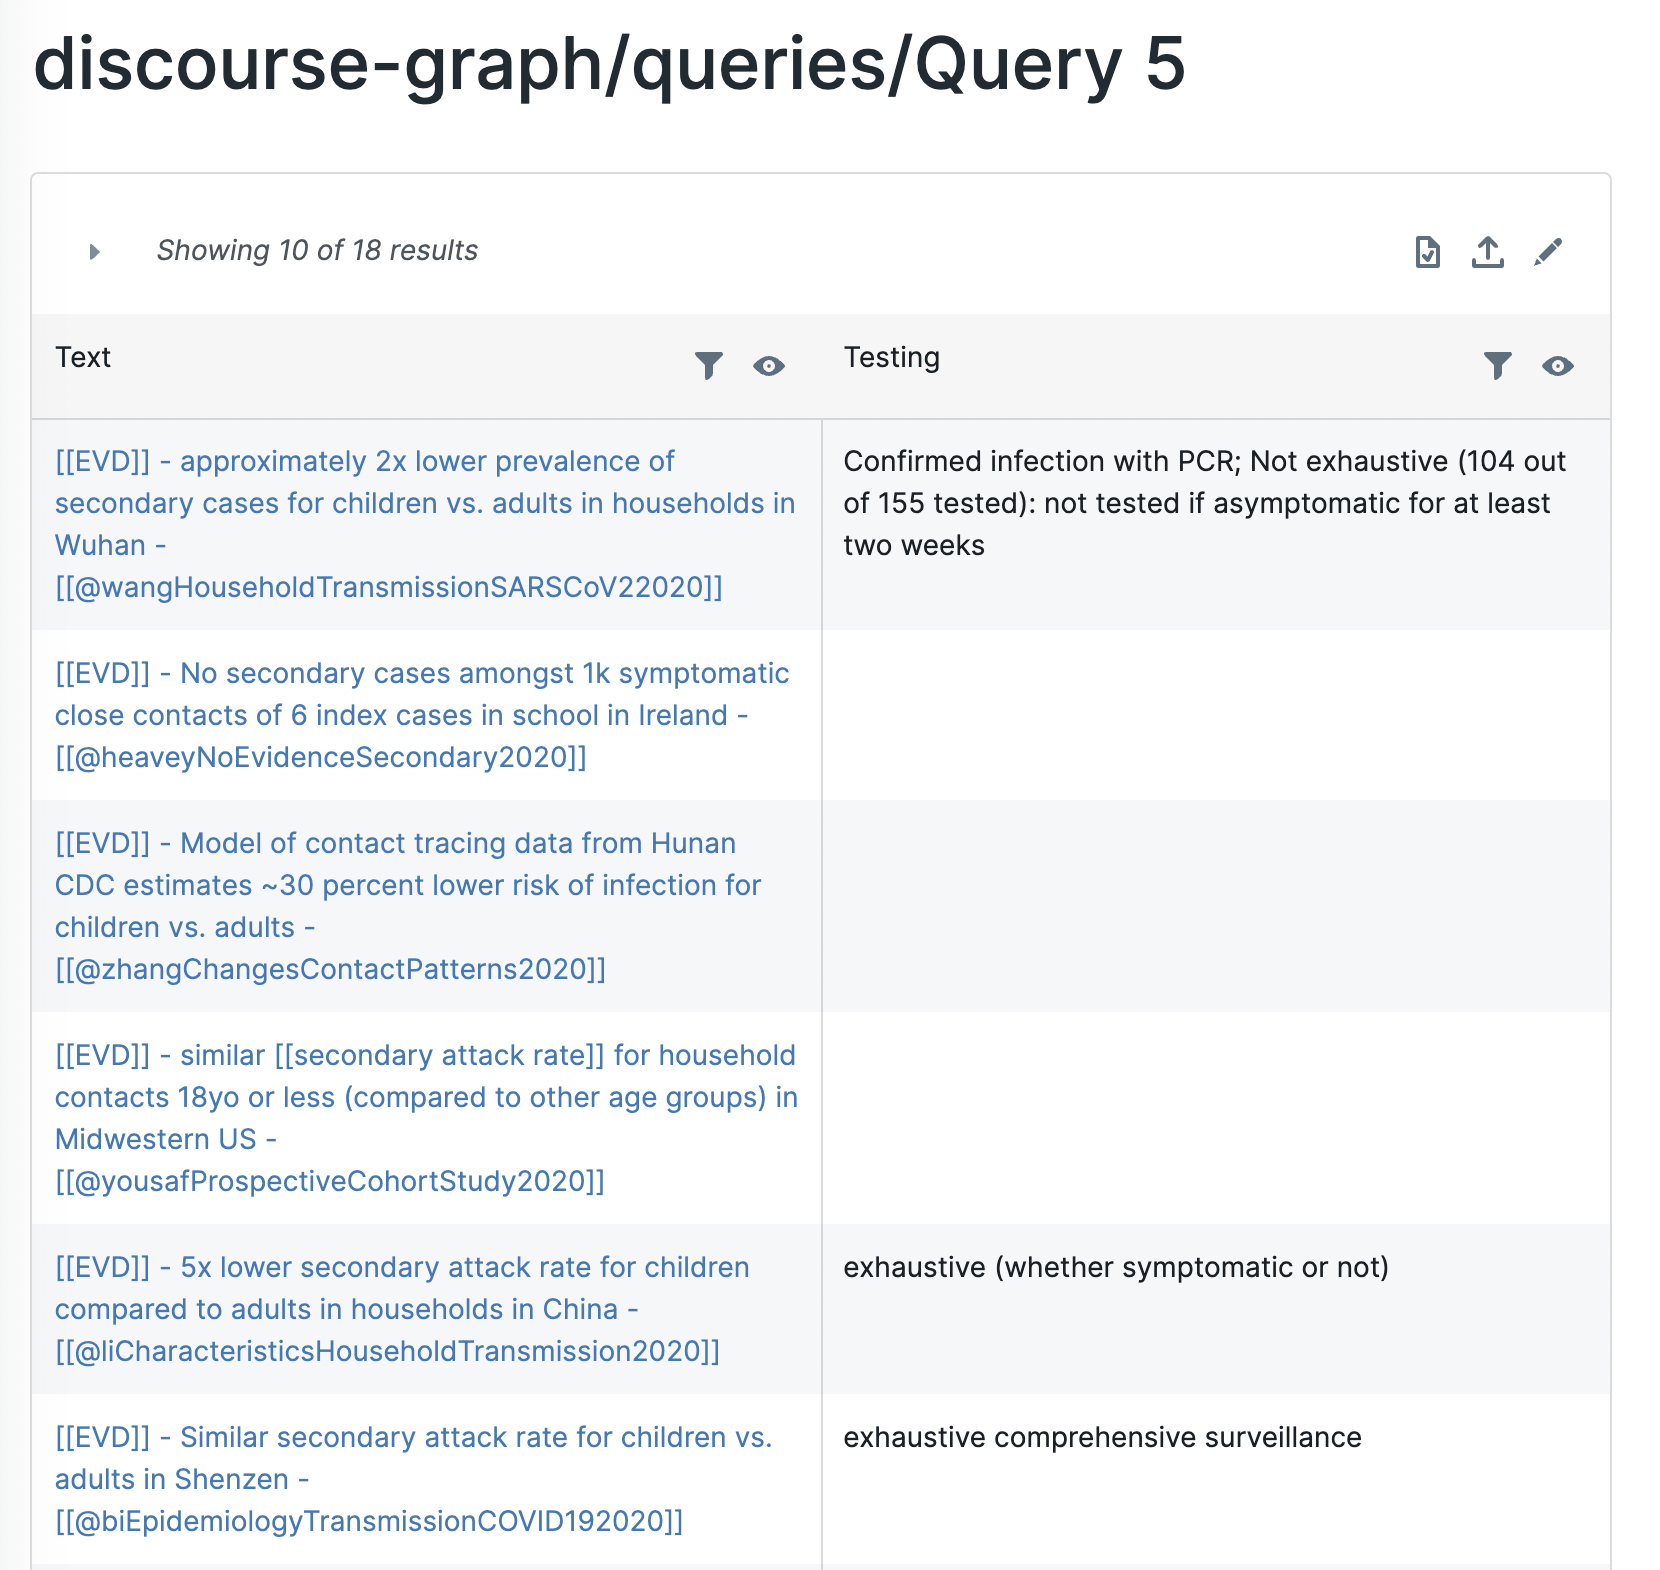 discourse-graph/queries/Query 5
Showing 10 of 18 results
Text
Testing
[[EVD]] - approximately 2x lower prevalence of
secondary cases for children vs. adults in households in
Wuhan -
[[@wangHouseholdTransmissionSARSCoV22020]]
Confirmed infection with PCR; Not exhaustive (104 out
of 155 tested): not tested if asymptomatic for at least
two weeks
[[EVD]] - No secondary cases amongst 1k symptomatic
close contacts of 6 index cases in school in Ireland -
[[@heaveyNoEvidenceSecondary2020]]
[[EVD]] - Model of contact tracing data from Hunan
CDC estimates ~30 percent lower risk of infection for
children vs. adults -
[[@zhangChangesContactPatterns2020]]
[[EVD]] - similar [[secondary attack rate]] for household
contacts 18yo or less (compared to other age groups) in
Midwestern US -
[[@yousafProspectiveCohortStudy2020]]
[[EVD]] - 5x lower secondary attack rate for children
compared to adults in households in China -
[[@liCharacteristicsHouseholdTransmission2020]]
exhaustive (whether symptomatic or not)
[[EVD]] - Similar secondary attack rate for children vs.
adults in Shenzen -
[[@biEpidemiologyTransmissionCOVID192020]]
exhaustive comprehensive surveillance